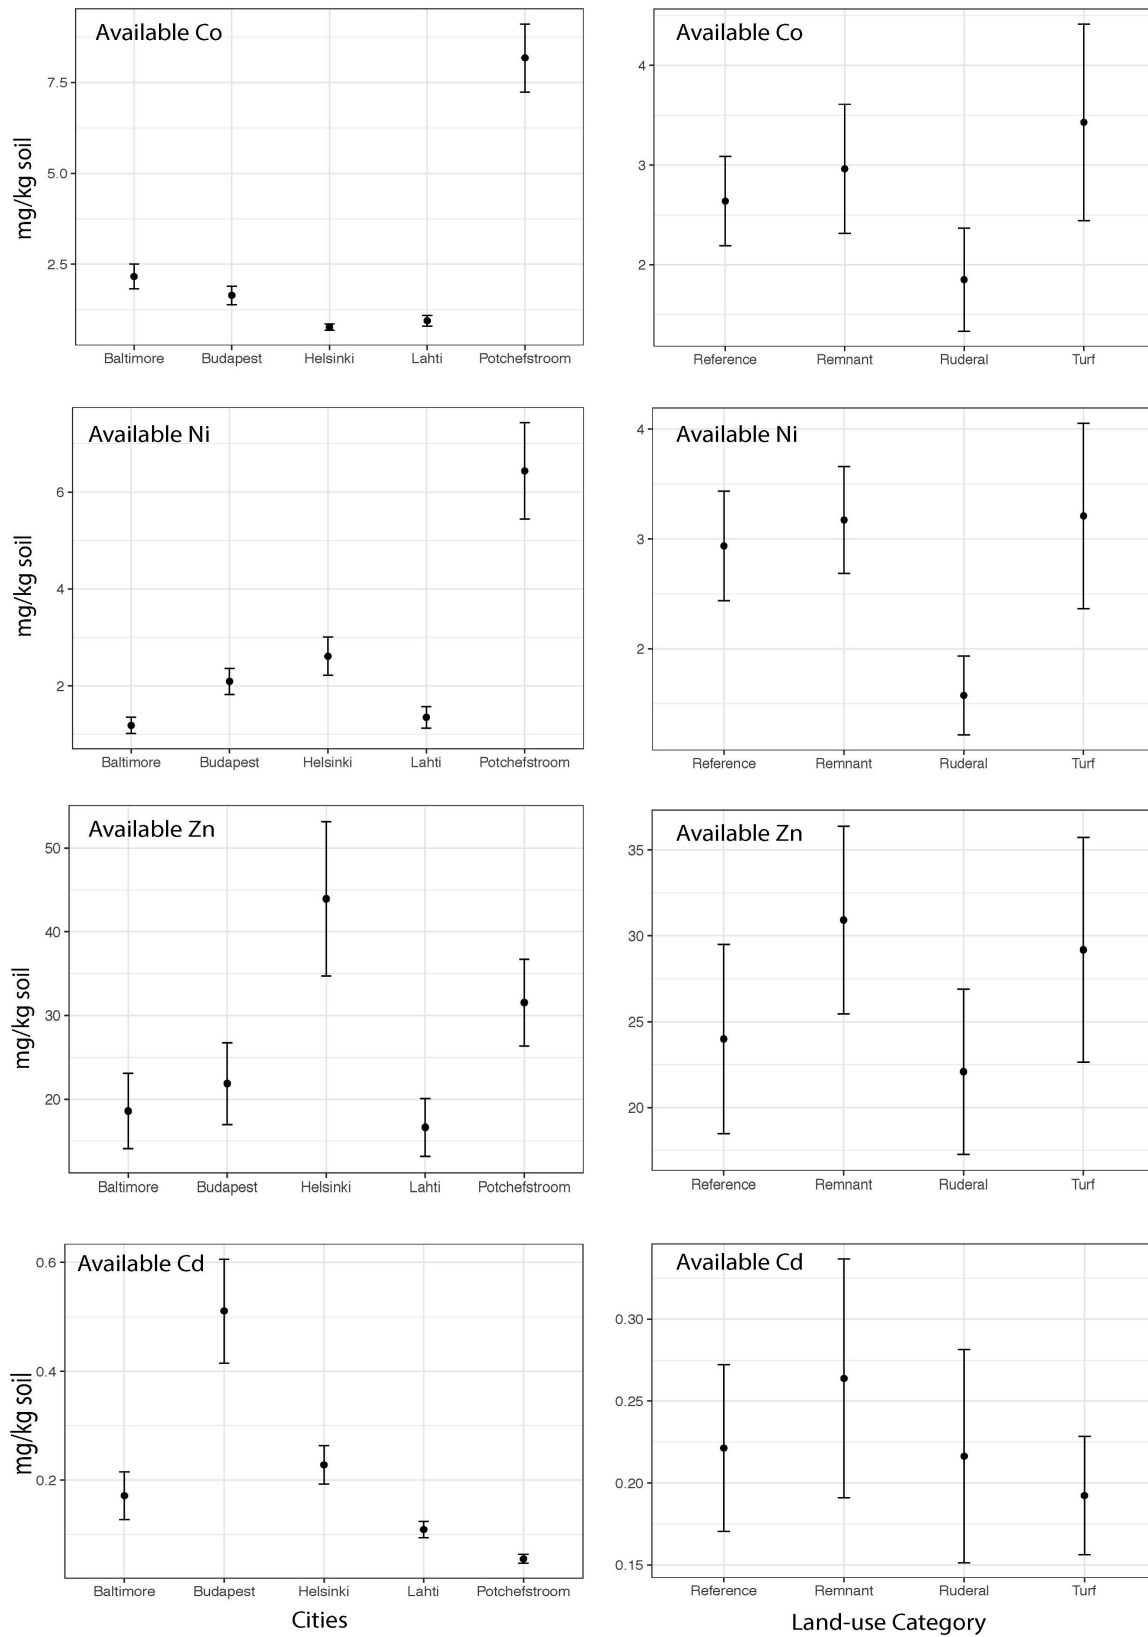 Available Co
mg/kg soil
7.5
5.0
2.5
Baltimore Budapest Helsinki Lahti Potchefstroom
Available Co
4
3
2
Reference Remnant Ruderal Turf
Available Ni
mg/kg soil
6
4
2
Baltimore Budapest Helsinki Lahti Potchefstroom
Available Ni
4
3
2
Reference Remnant Ruderal Turf
Available Zn
mg/kg soil
50
40
30
20
Baltimore Budapest Helsinki Lahti Potchefstroom
Available Zn
35
30
25
20
Reference Remnant Ruderal Turf
Available Cd
mg/kg soil
0.6
0.4
0.2
Baltimore Budapest Helsinki Lahti Potchefstroom
Cities
Available Cd
0.30
0.25
0.20
0.15
Reference Remnant Ruderal Turf
Land-use Category